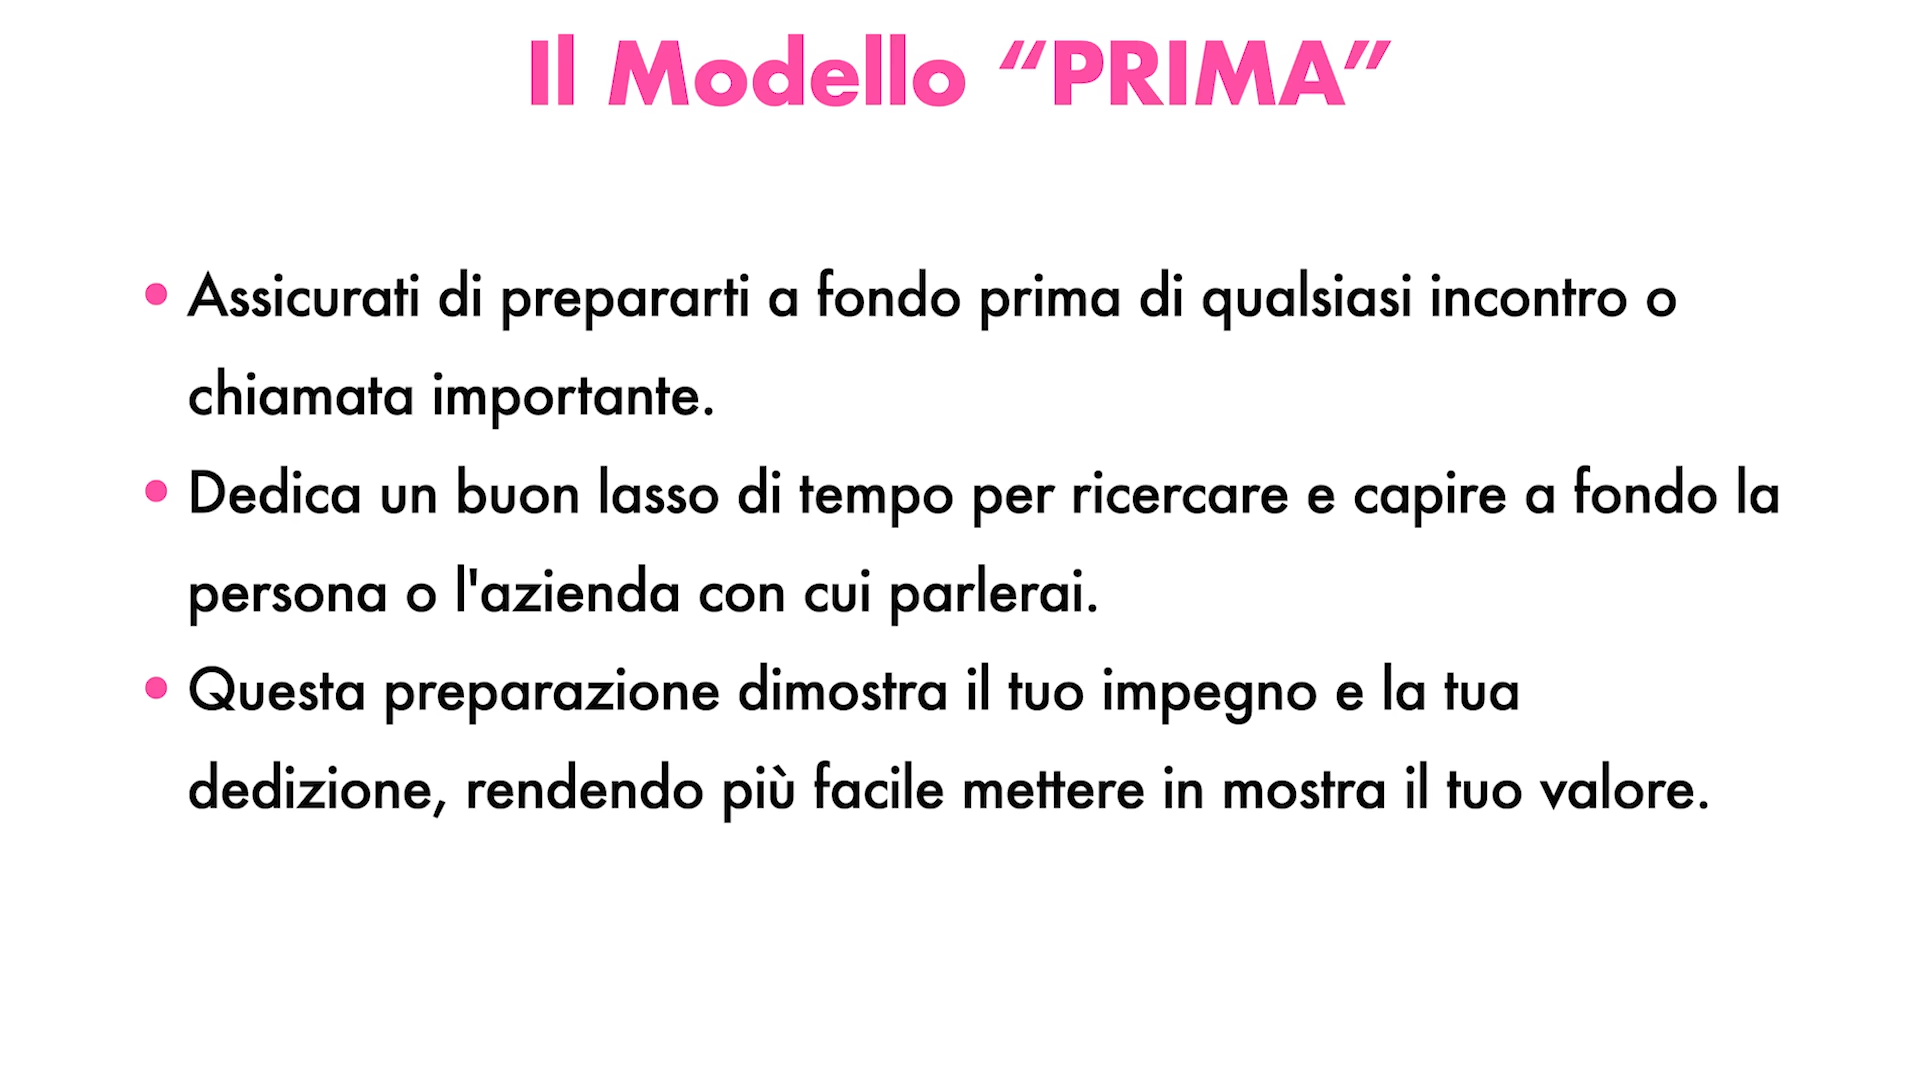 Il Modello “PRIMA”
• Assicurati di prepararti a fondo prima di qualsiasi incontro o
chiamata importante.
• Dedica un buon lasso di tempo per ricercare e capire a fondo la
persona o l'azienda con cui parlerai.
• Questa preparazione dimostra il tuo impegno e la tua
dedizione, rendendo più facile mettere in mostra il tuo valore.